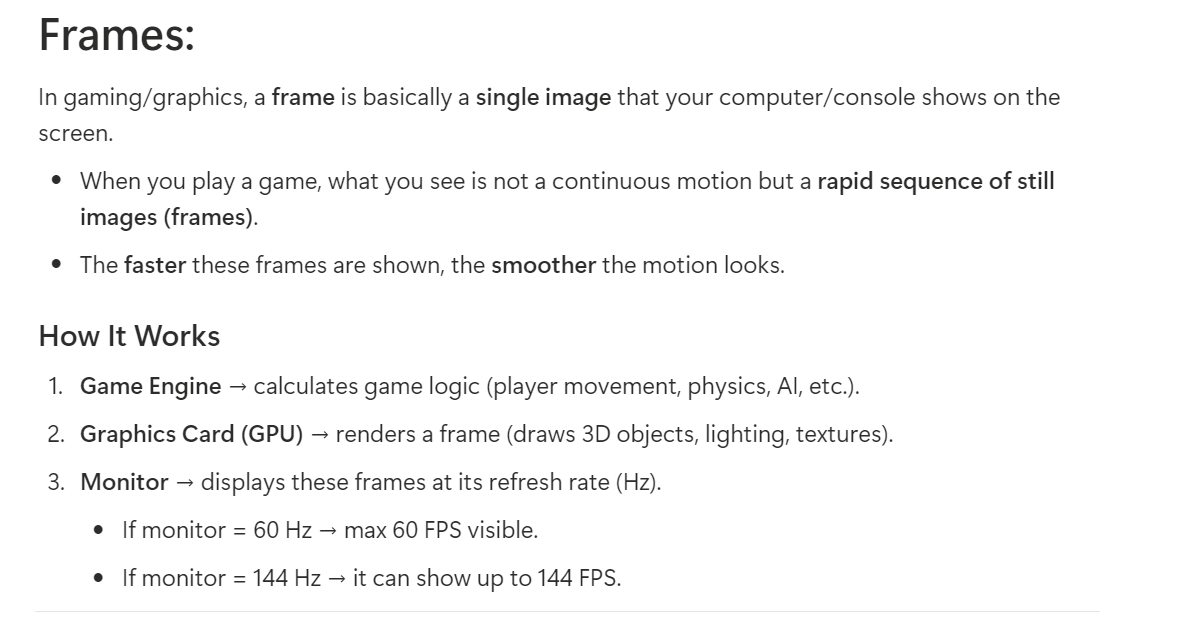 Frames:
In gaming/graphics, a frame is basically a single image that your computer/console shows on the
screen.
• When you play a game, what you see is not a continuous motion but a rapid sequence of still
images (frames).
• The faster these frames are shown, the smoother the motion looks.
How It Works
1. Game Engine → calculates game logic (player movement, physics, AI, etc.).
2. Graphics Card (GPU) → renders a frame (draws 3D objects, lighting, textures).
3. Monitor → displays these frames at its refresh rate (Hz).
• If monitor = 60 Hz → max 60 FPS visible.
• If monitor = 144 Hz → it can show up to 144 FPS.